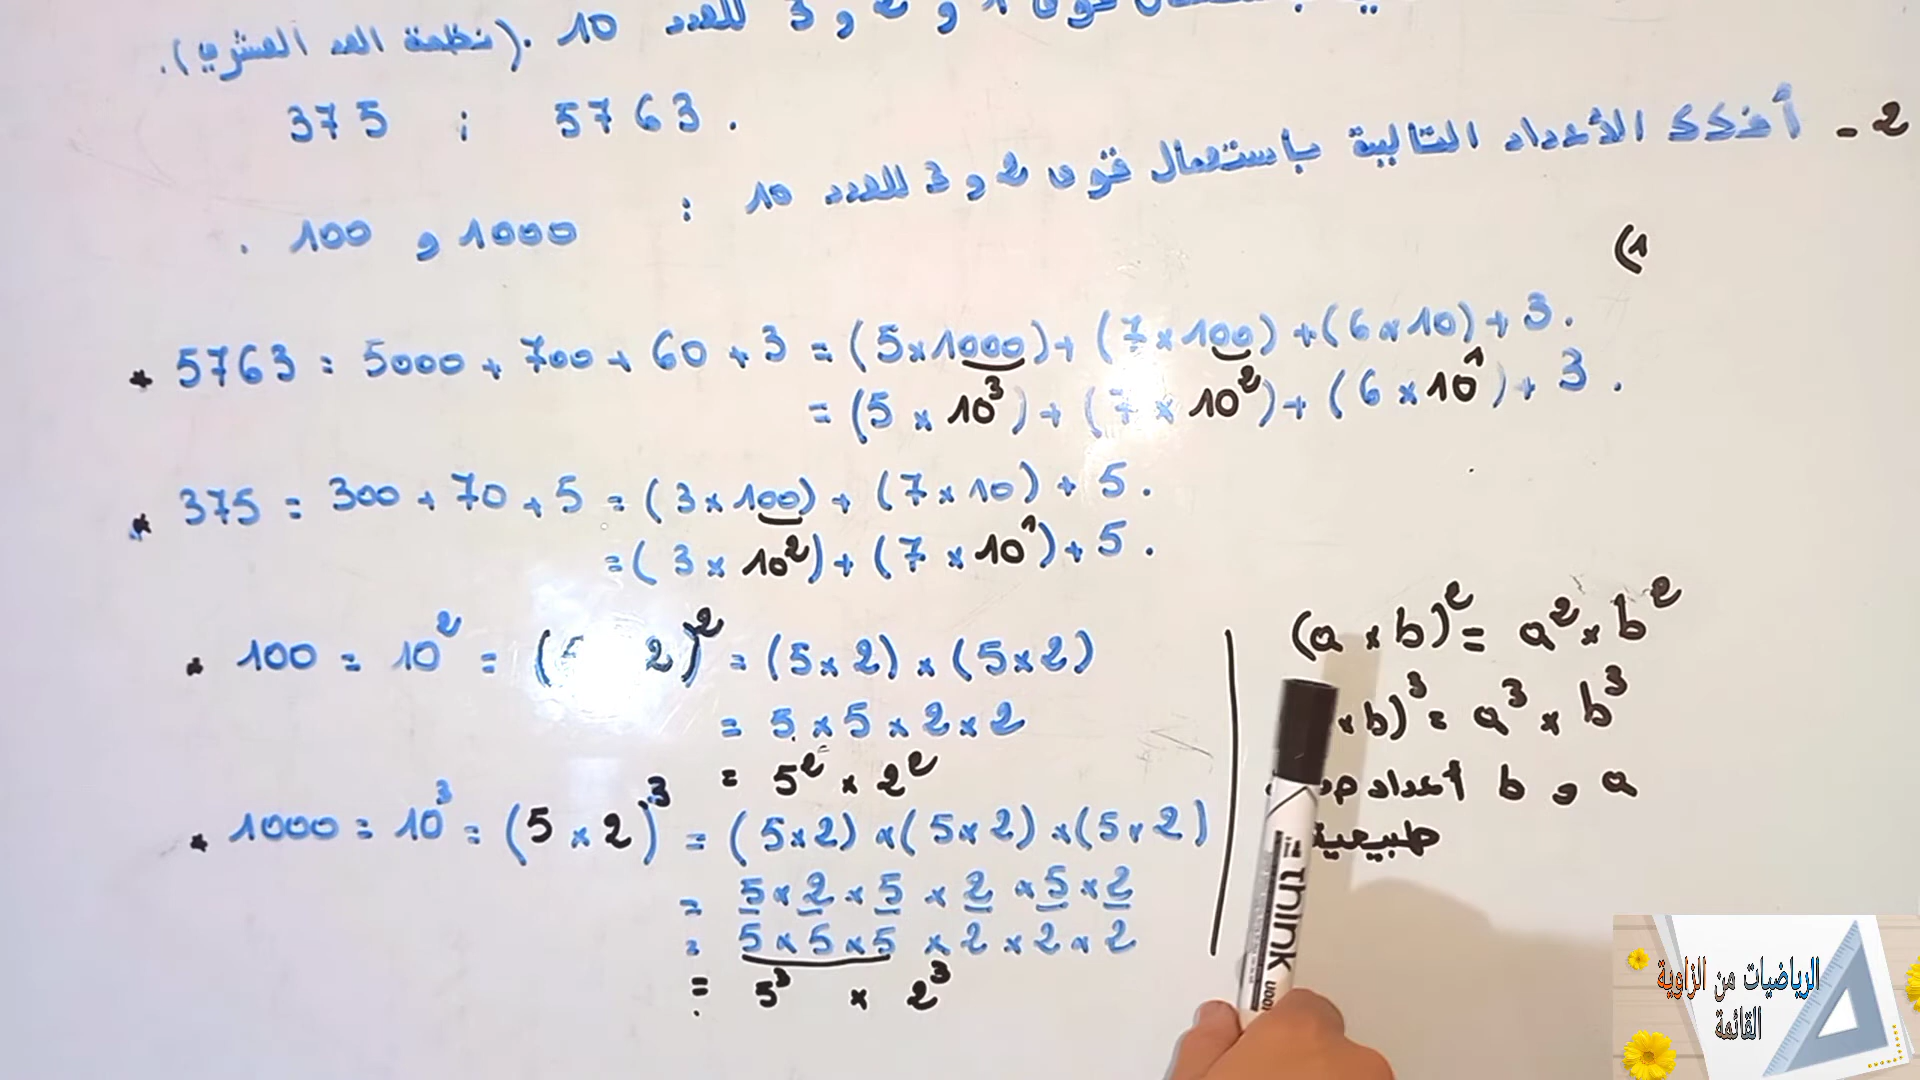 باستعمال قوى 1 و 2 و 3 للعدد 10 . (نظمة العد العشري).
375 ; 5763 .
2 - أفكك الأعداد التالية باستعمال قوى 2 و 3 للعدد 10 :
1000 و 100 .
(1
* 5763 = 5000 + 700 + 60 + 3 = (5×1000)+ (7×100) +(6×10) + 3 .
= (5 × 10³) + (7 × 10²)+ (6 × 10¹) + 3 .
* 375 = 300 + 70 + 5 = (3×100) + (7×10) + 5 .
=( 3 × 10²) + (7 × 10¹)+ 5 .
* 100 = 10² = (5 2)² = (5×2) × (5×2)
= 5 × 5 × 2 × 2
= 5² × 2²
* 1000 = 10³ = (5 × 2)³ = (5×2) ×(5×2) ×(5×2)
= 5 × 2 × 5 × 2 × 5 × 2
= 5 × 5 × 5 × 2 × 2 × 2
= 5³ × 2³
(a × b)² = a² × b²
× b)³ = a³ × b³
a و b أعداد
طبيعية
الرياضيات من الزاوية
القائمة
think